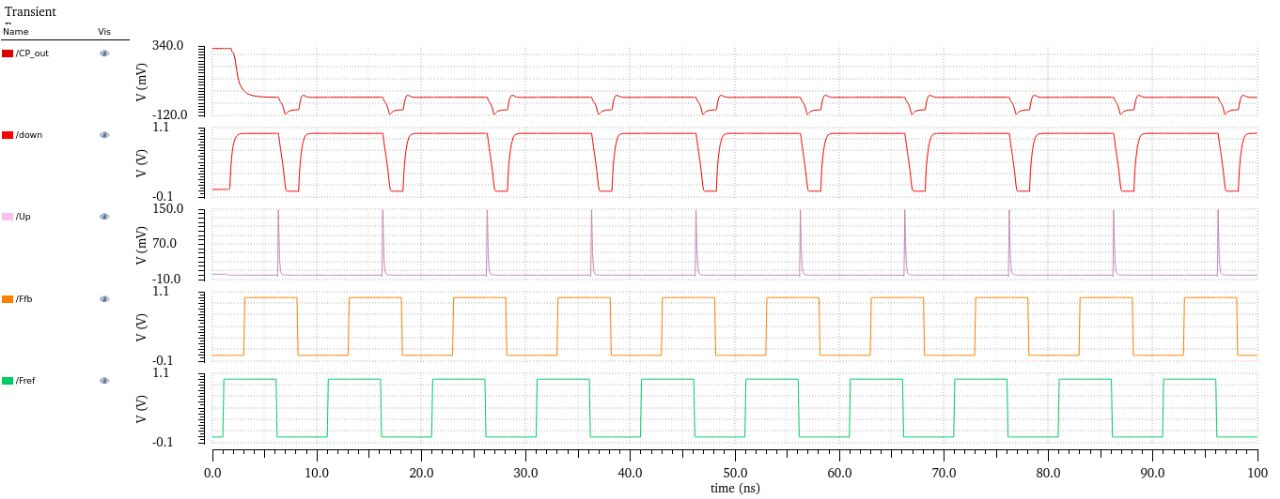 Transient
Name Vis
/CP_out
340.0
V (mV)
-120.0
/down
1.1
V (V)
-0.1
/Up
150.0
V (mV)
70.0
-10.0
/Ffb
1.1
V (V)
-0.1
/Fref
1.1
V (V)
-0.1
0.0 10.0 20.0 30.0 40.0 50.0 60.0 70.0 80.0 90.0 100
time (ns)